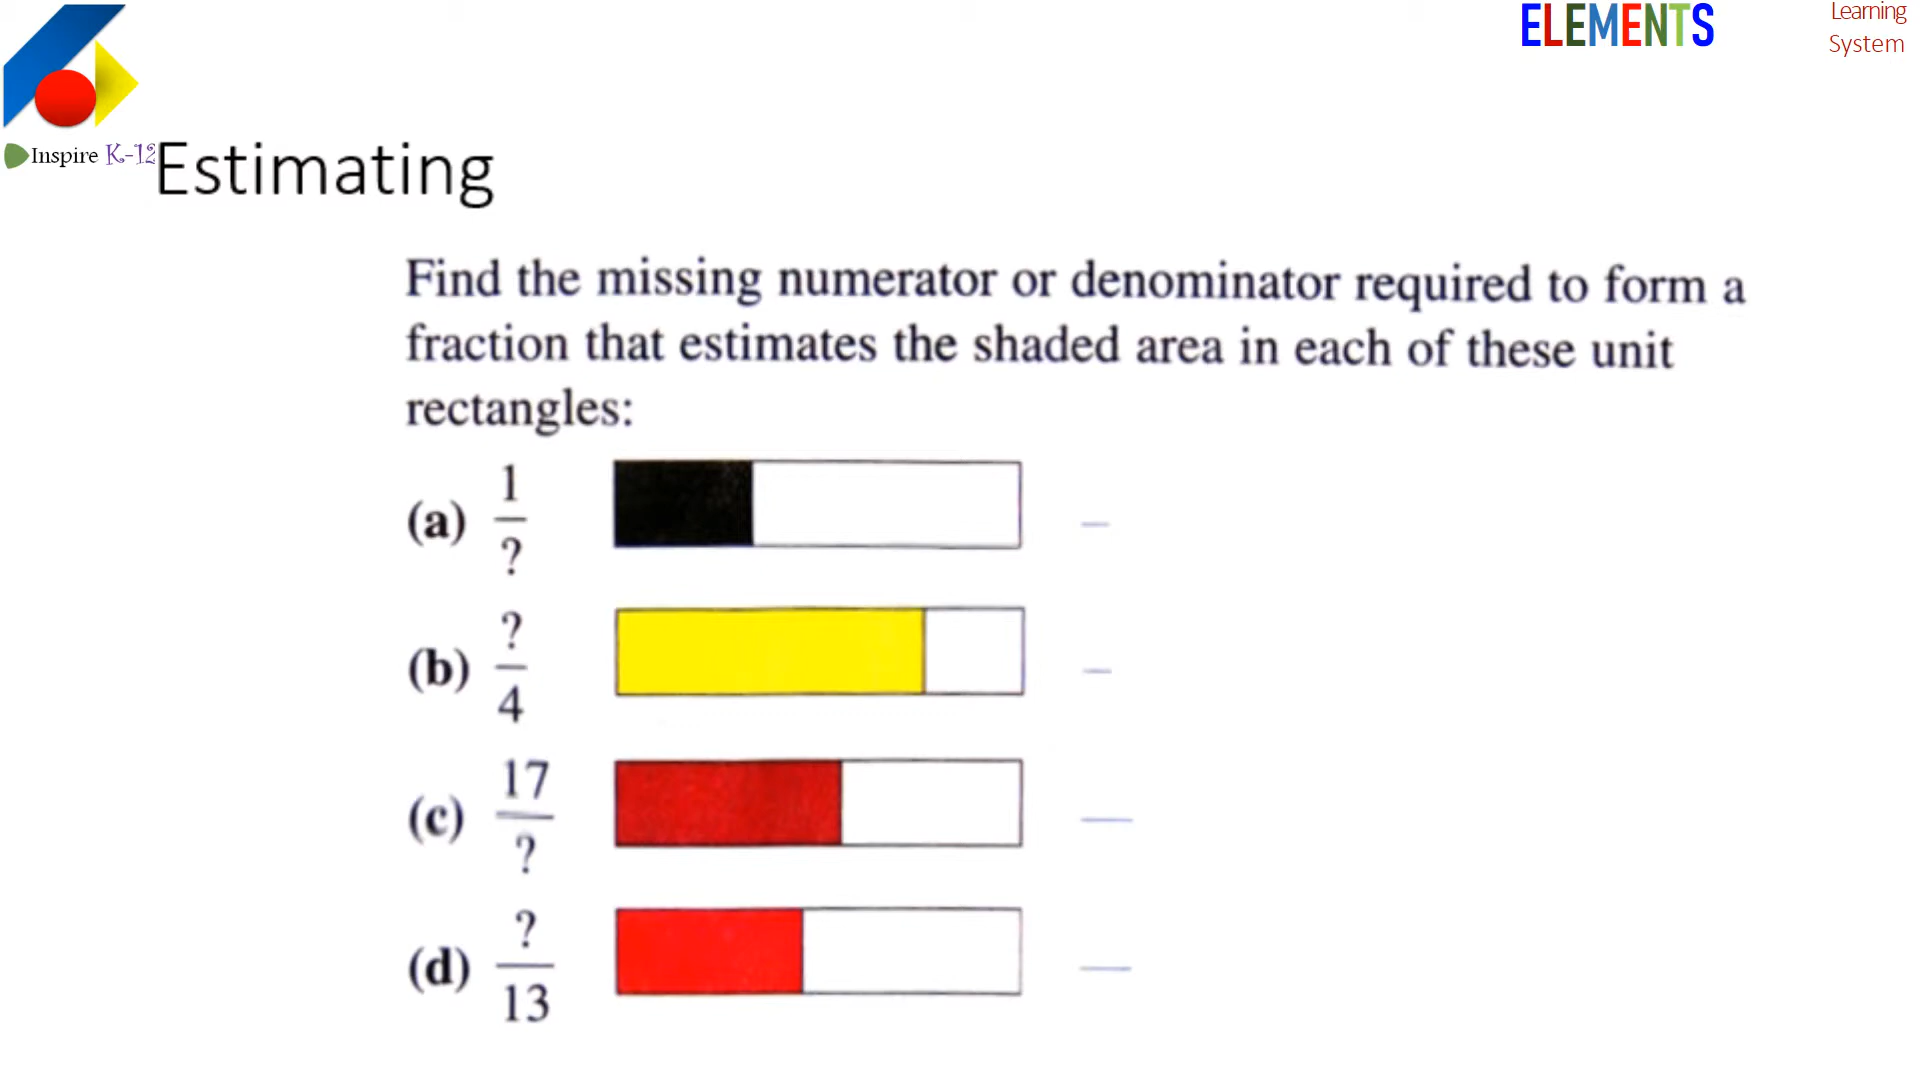 ELEMENTS
Learning
System
Inspire K-12
Estimating
Find the missing numerator or denominator required to form a
fraction that estimates the shaded area in each of these unit
rectangles:
(a) 1/?
(b) ?/4
(c) 17/?
(d) ?/13